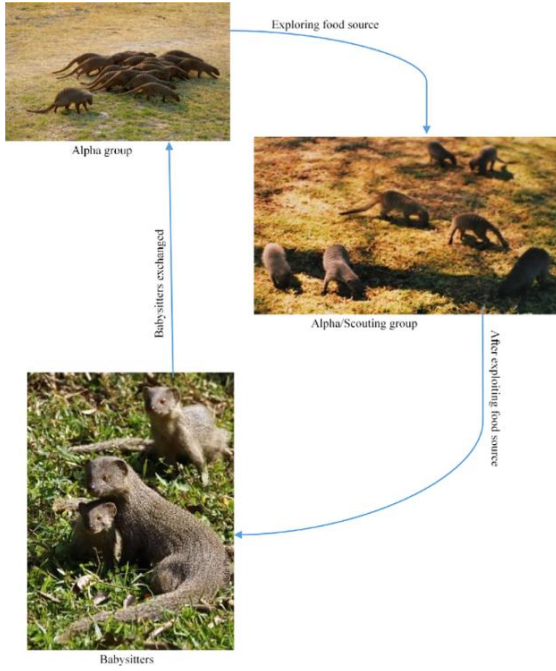 Exploring food source
Alpha group
Alpha/Scouting group
After exploiting food source
Babysitters exchanged
Babysitters